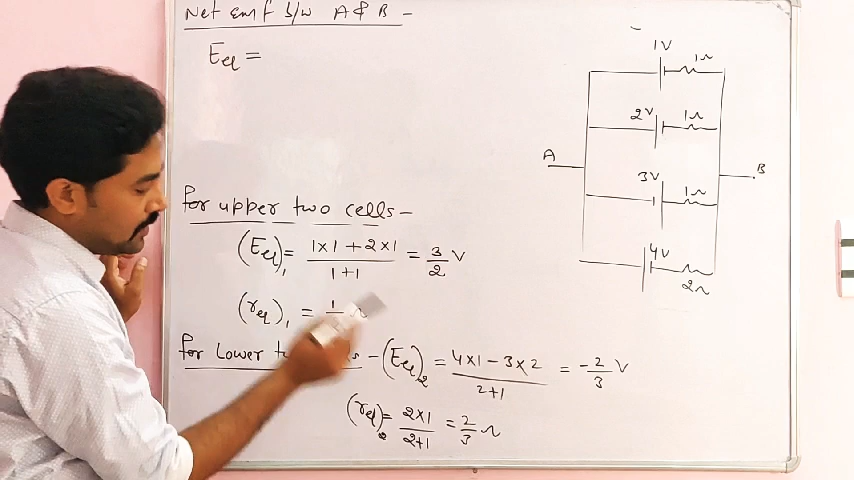 Net Emf b/w A & B -
Eeq =
for upper two cells -
(Eeq)1 = 1×1 + 2×1 / 1+1 = 3/2 V
(req)1 = 1
for Lower - (Eeq)2 = 4×1 - 3×2 / 2+1 = -2/3 V
(req)2 = 2×1 / 2+1 = 2/3 Ω
1V 1Ω
2V 1Ω
A B
3V 1Ω
4V
2Ω